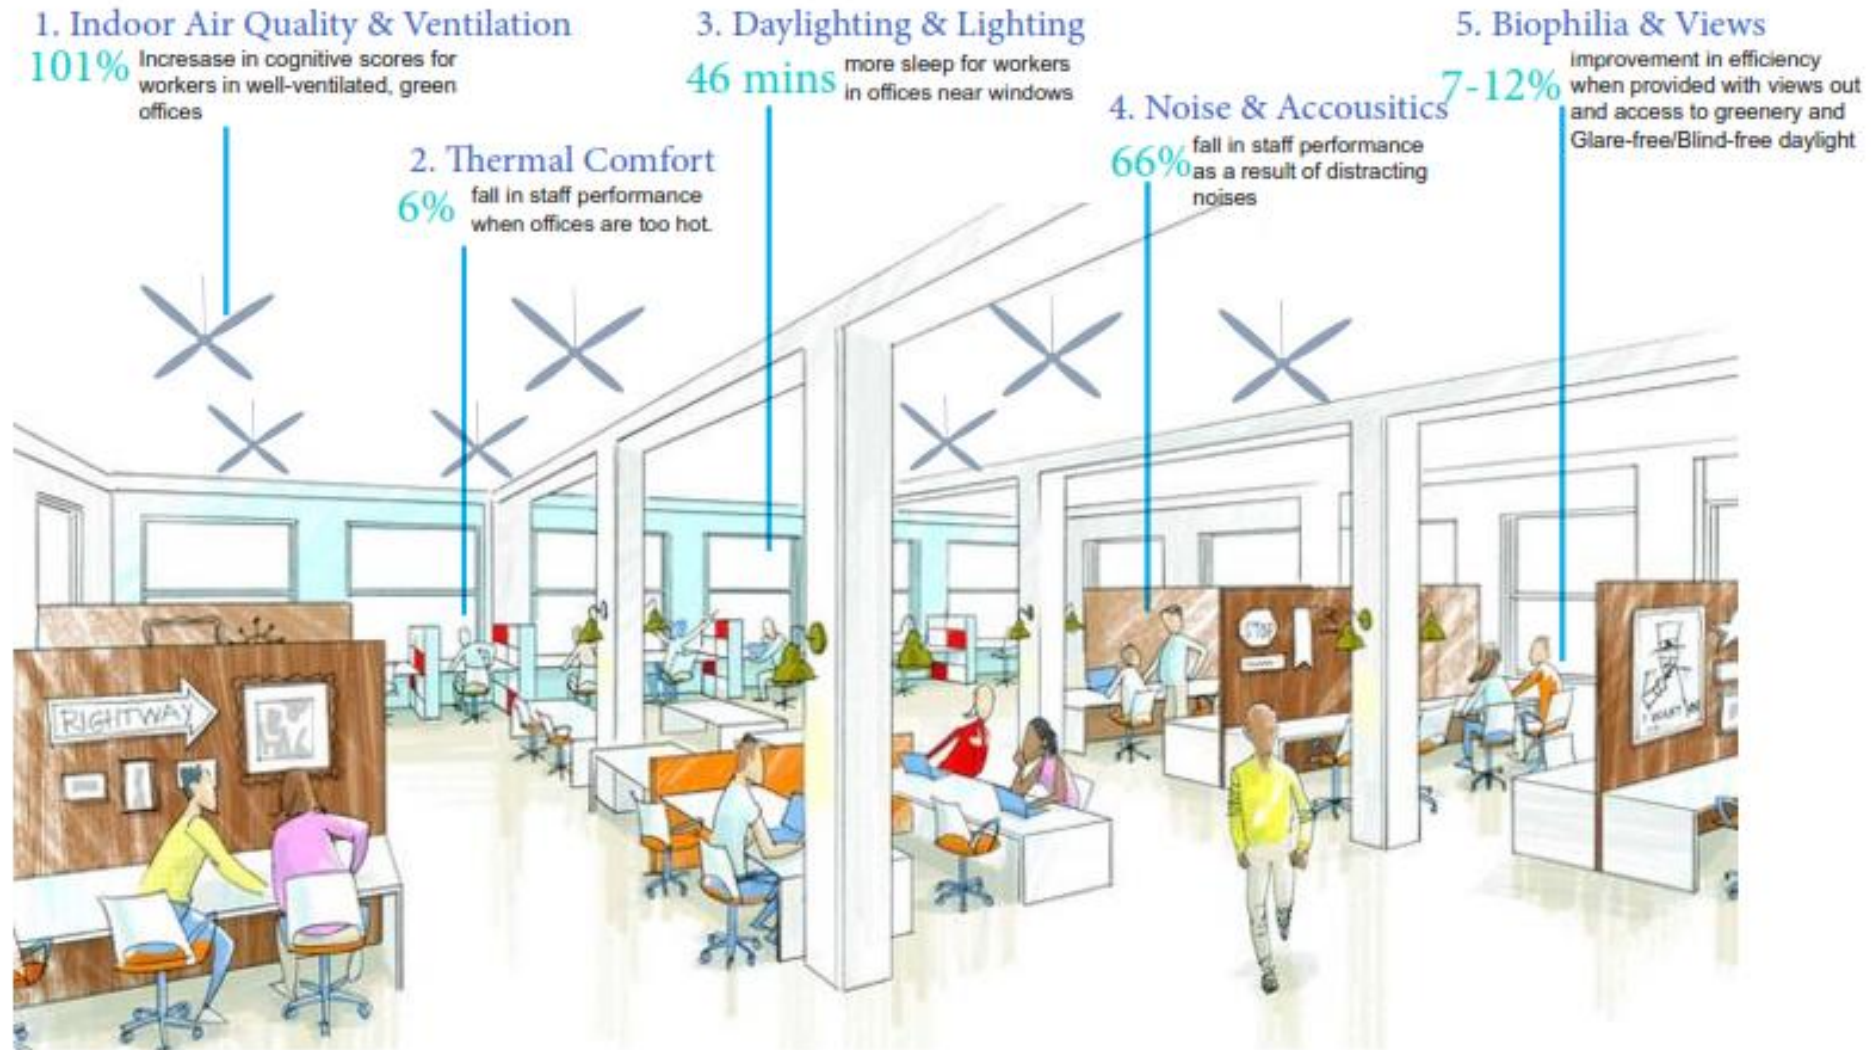 1. Indoor Air Quality & Ventilation
101%
Incresase in cognitive scores for
workers in well-ventilated, green
offices
2. Thermal Comfort
6%
fall in staff performance
when offices are too hot.
3. Daylighting & Lighting
46 mins
more sleep for workers
in offices near windows
4. Noise & Accousitics
66%
fall in staff performance
as a result of distracting
noises
5. Biophilia & Views
7-12%
improvement in efficiency
when provided with views out
and access to greenery and
Glare-free/Blind-free daylight
RIGHTWAY
STOP
I WANT